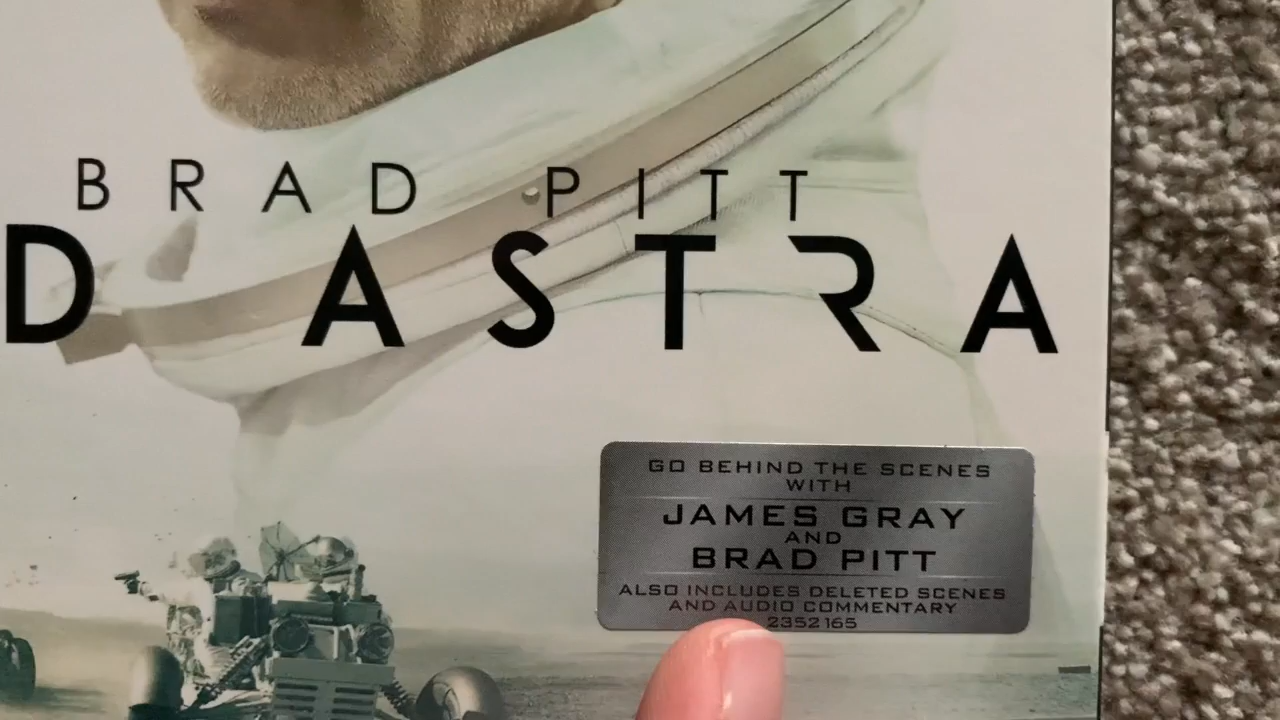 BRAD PITT
D ASTRA
GO BEHIND THE SCENES
WITH
JAMES GRAY
AND
BRAD PITT
ALSO INCLUDES DELETED SCENES
AND AUDIO COMMENTARY
2352165